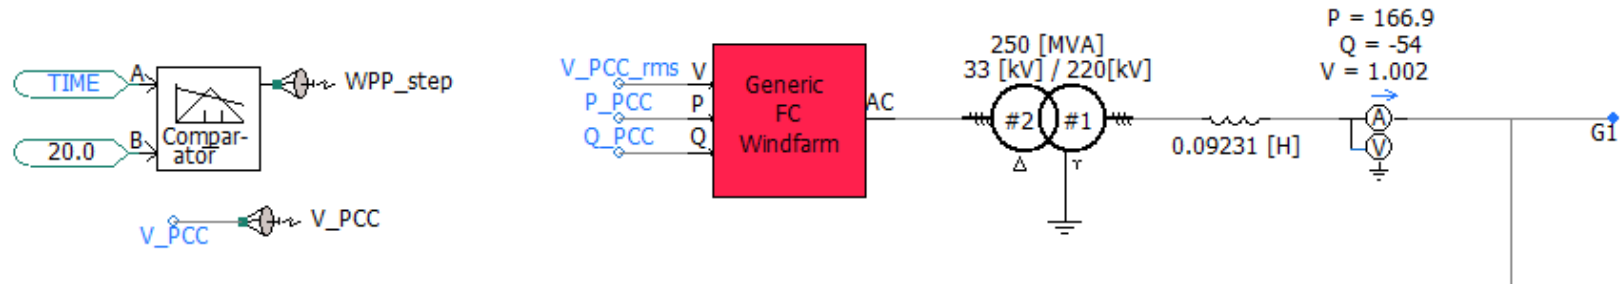 TIME
A
20.0
B
Compar-
ator
WPP_step
V_PCC
V_PCC
V_PCC_rms
V
P_PCC
P
Q_PCC
Q
Generic
FC
Windfarm
AC
250 [MVA]
33 [kV] / 220[kV]
#2
#1
0.09231 [H]
P = 166.9
Q = -54
V = 1.002
A
V
G1